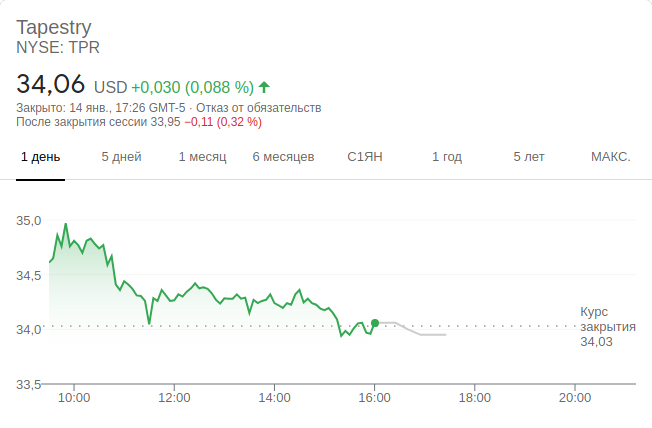 Tapestry
NYSE: TPR
34,06 USD +0,030 (0,088 %)
Закрыто: 14 янв., 17:26 GMT-5 · Отказ от обязательств
После закрытия сессии 33,95 −0,11 (0,32 %)
1 день 5 дней 1 месяц 6 месяцев С1ЯН 1 год 5 лет МАКС.
35,0
34,5
34,0
33,5
Курс
закрытия
34,03
10:00 12:00 14:00 16:00 18:00 20:00